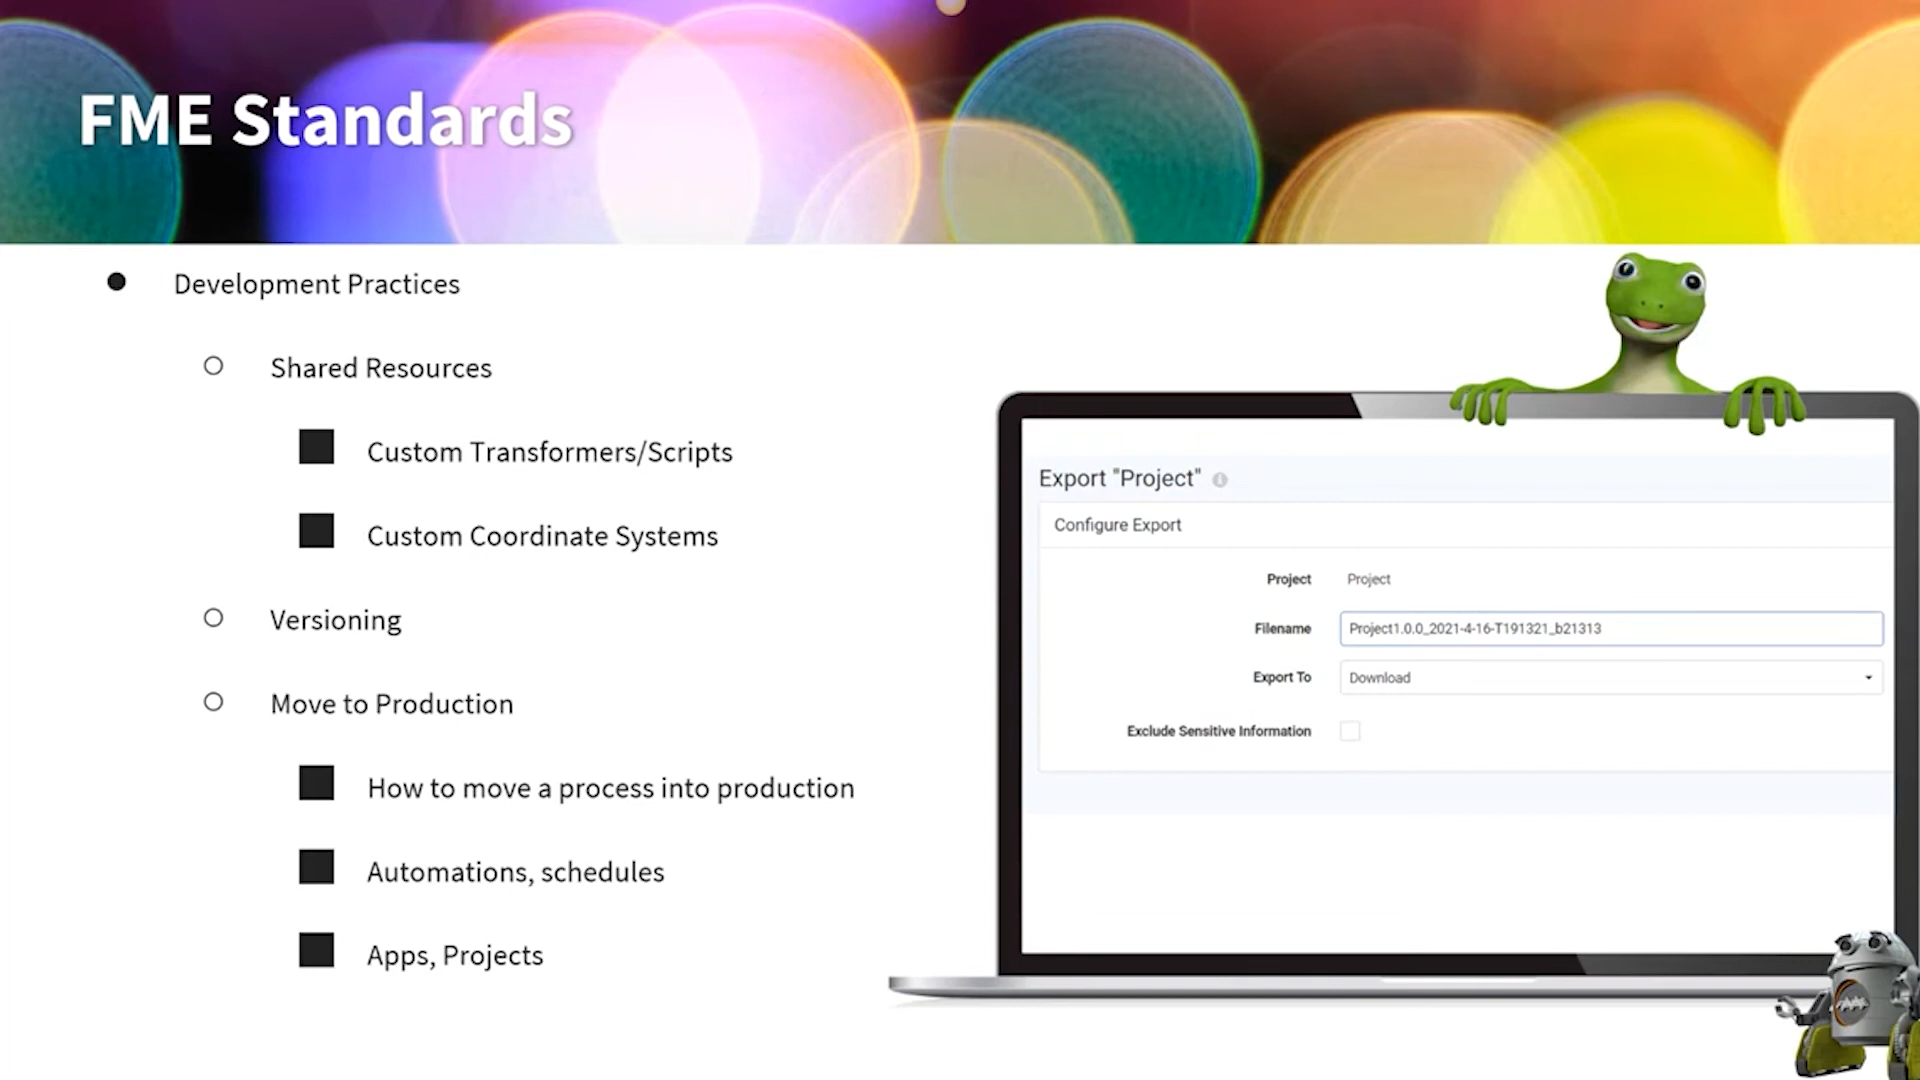 FME Standards
Development Practices
Shared Resources
Custom Transformers/Scripts
Custom Coordinate Systems
Versioning
Move to Production
How to move a process into production
Automations, schedules
Apps, Projects
Export "Project"
Configure Export
Project Project
Filename Project1.0.0_2021-4-16-T191321_b21313
Export To Download
Exclude Sensitive Information